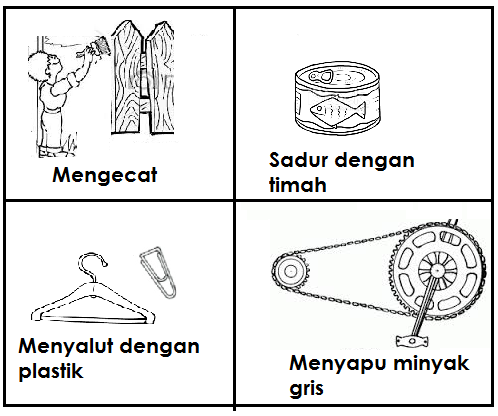 Mengecat
Sadur dengan
timah
Menyalut dengan
plastik
Menyapu minyak
gris